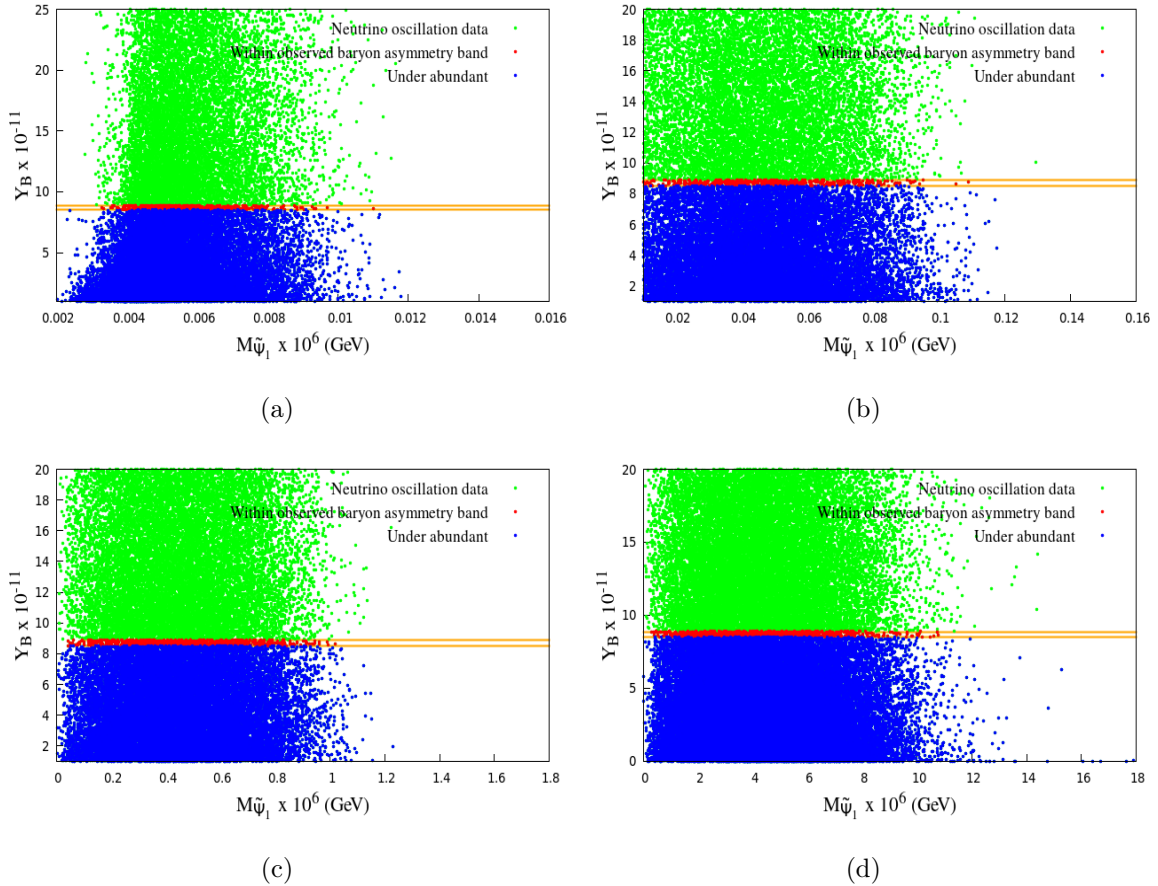 25
20
15
10
5
Y_B x 10^-11
Neutrino oscillation data
Within observed baryon asymmetry band
Under abundant
0.002 0.004 0.006 0.008 0.01 0.012 0.014 0.016
Mψ̃_1 x 10^6 (GeV)
(a)
20
18
16
14
12
10
8
6
4
2
Y_B x 10^-11
Neutrino oscillation data
Within observed baryon asymmetry band
Under abundant
0.02 0.04 0.06 0.08 0.1 0.12 0.14 0.16
Mψ̃_1 x 10^6 (GeV)
(b)
20
18
16
14
12
10
8
6
4
2
Y_B x 10^-11
Neutrino oscillation data
Within observed baryon asymmetry band
Under abundant
0 0.2 0.4 0.6 0.8 1 1.2 1.4 1.6 1.8
Mψ̃_1 x 10^6 (GeV)
(c)
20
15
10
5
0
Y_B x 10^-11
Neutrino oscillation data
Within observed baryon asymmetry band
Under abundant
0 2 4 6 8 10 12 14 16 18
Mψ̃_1 x 10^6 (GeV)
(d)